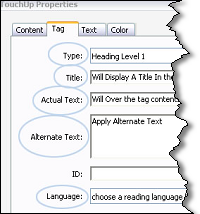 TouchUp Properties
Content Tag Text Color
Type: Heading Level 1
Title: Will Display A Title In the
Actual Text: Will Over the tag conten
Alternate Text: Apply Alternate Text
ID:
Language: choose a reading language